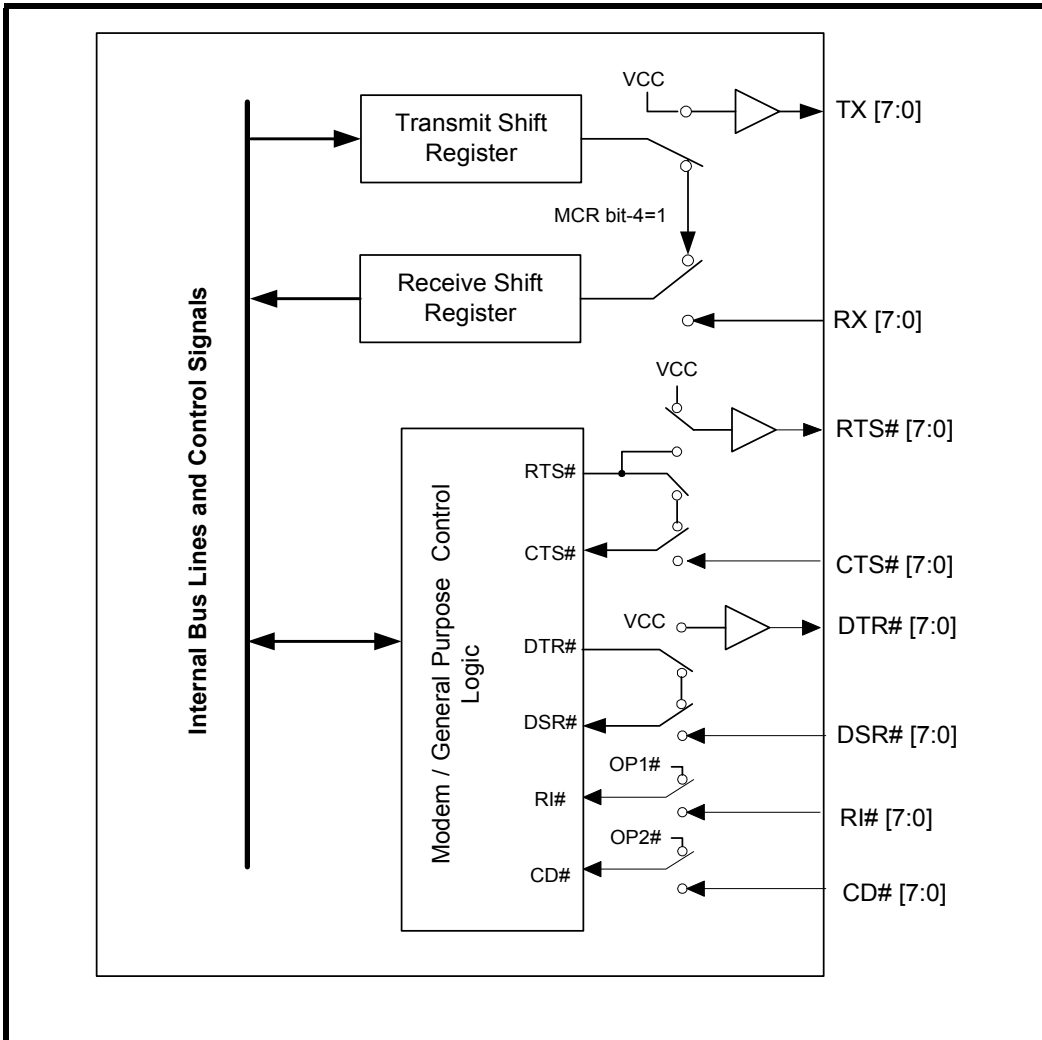 VCC
TX [7:0]
Transmit Shift
Register
MCR bit-4=1
Receive Shift
Register
RX [7:0]
VCC
RTS# [7:0]
RTS#
CTS#
CTS# [7:0]
VCC
DTR# [7:0]
DTR#
DSR#
DSR# [7:0]
OP1#
RI#
RI# [7:0]
OP2#
CD#
CD# [7:0]
Internal Bus Lines and Control Signals
Modem / General Purpose Control
Logic